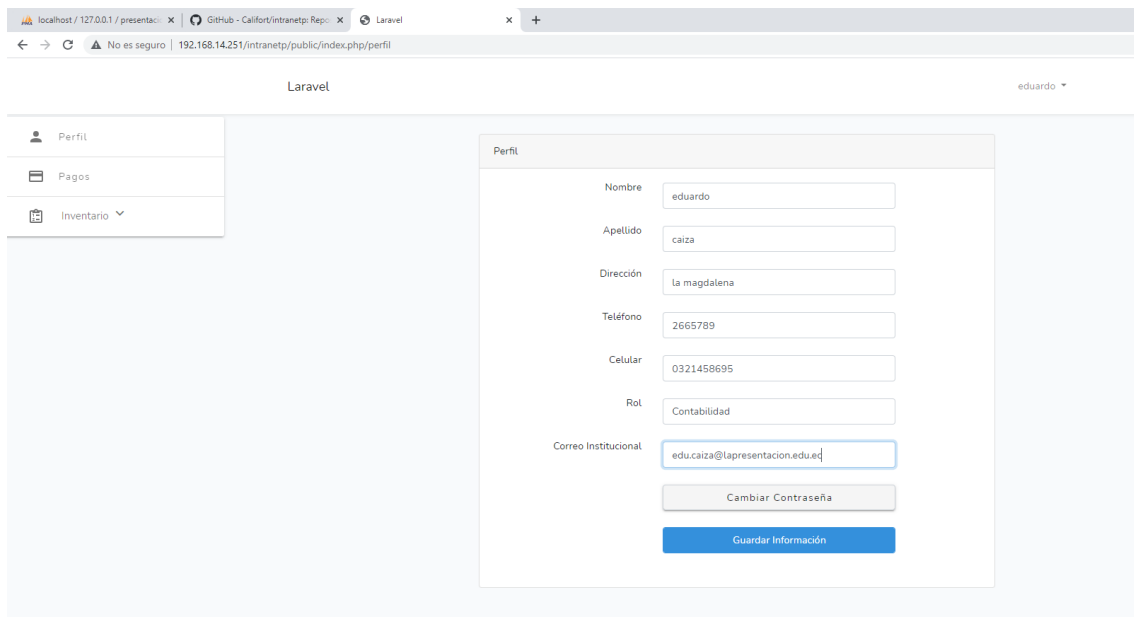 localhost / 127.0.0.1 / presentaci
GitHub - Califort/intranetp: Repo
Laravel
No es seguro | 192.168.14.251/intranetp/public/index.php/perfil
Laravel
eduardo
Perfil
Pagos
Inventario
Perfil
Nombre
eduardo
Apellido
caiza
Dirección
la magdalena
Teléfono
2665789
Celular
0321458695
Rol
Contabilidad
Correo Institucional
edu.caiza@lapresentacion.edu.ec
Cambiar Contraseña
Guardar Información